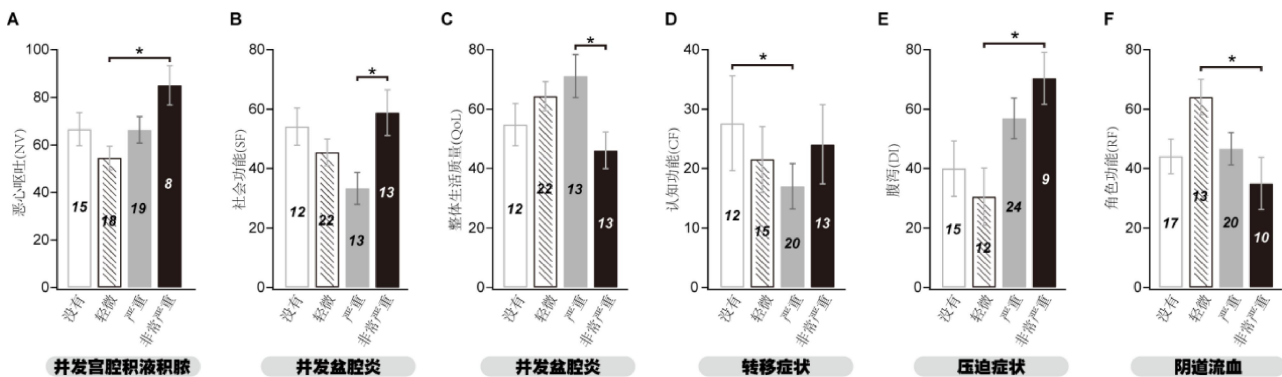 A
恶心呕吐(NV)
100
80
60
40
20
0
*
15
18
19
8
没有
轻微
严重
非常严重
并发宫腔积液积脓
B
社会功能(SF)
80
60
40
20
0
*
12
22
13
13
没有
轻微
严重
非常严重
并发盆腔炎
C
整体生活质量(QoL)
80
60
40
20
0
*
12
22
13
13
没有
轻微
严重
非常严重
并发盆腔炎
D
认知功能(CF)
40
30
20
10
0
*
12
15
20
13
没有
轻微
严重
非常严重
转移症状
E
腹泻(DI)
80
60
40
20
0
*
15
12
24
9
没有
轻微
严重
非常严重
压迫症状
F
角色功能(RF)
80
60
40
20
0
*
17
13
20
10
没有
轻微
严重
非常严重
阴道流血